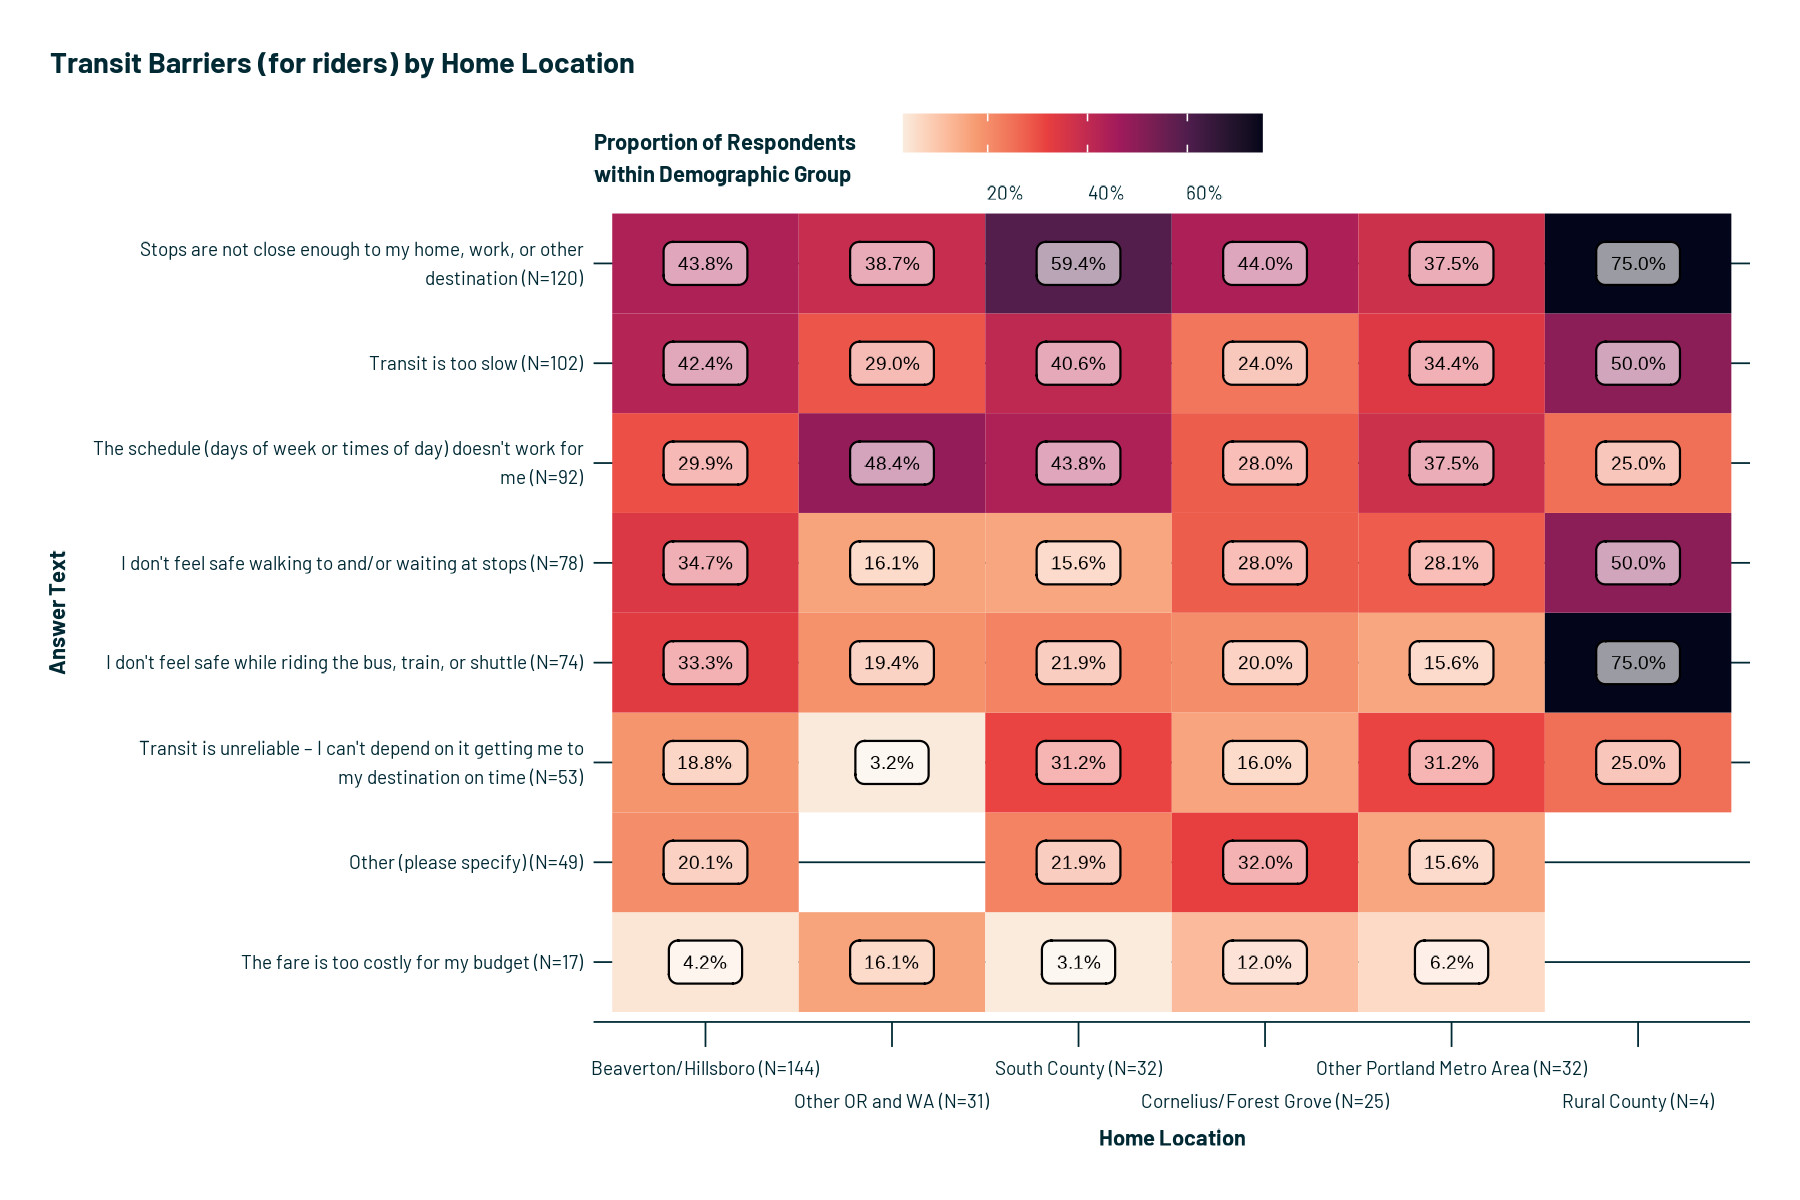 Transit Barriers (for riders) by Home Location
Proportion of Respondents
within Demographic Group
20% 40% 60%
Answer Text
Stops are not close enough to my home, work, or other
destination (N=120)
43.8% 38.7% 59.4% 44.0% 37.5% 75.0%
Transit is too slow (N=102)
42.4% 29.0% 40.6% 24.0% 34.4% 50.0%
The schedule (days of week or times of day) doesn't work for
me (N=92)
29.9% 48.4% 43.8% 28.0% 37.5% 25.0%
I don't feel safe walking to and/or waiting at stops (N=78)
34.7% 16.1% 15.6% 28.0% 28.1% 50.0%
I don't feel safe while riding the bus, train, or shuttle (N=74)
33.3% 19.4% 21.9% 20.0% 15.6% 75.0%
Transit is unreliable – I can't depend on it getting me to
my destination on time (N=53)
18.8% 3.2% 31.2% 16.0% 31.2% 25.0%
Other (please specify) (N=49)
20.1% 21.9% 32.0% 15.6%
The fare is too costly for my budget (N=17)
4.2% 16.1% 3.1% 12.0% 6.2%
Beaverton/Hillsboro (N=144) South County (N=32) Other Portland Metro Area (N=32)
Other OR and WA (N=31) Cornelius/Forest Grove (N=25) Rural County (N=4)
Home Location